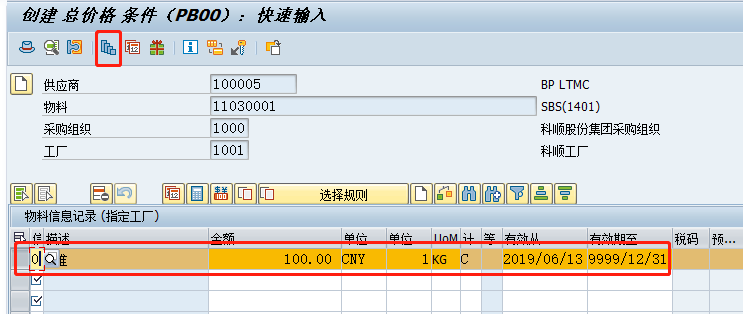 创建 总价格 条件（PB00）：快速输入
供应商 100005 BP LTMC
物料 11030001 SBS(1401)
采购组织 1000 科顺股份集团采购组织
工厂 1001 科顺工厂
选择规则
物料信息记录(指定工厂)
描述 金额 单位 单位 UoM 计 等 有效从 有效期至 税码 预...
0 准 100.00 CNY 1 KG C 2019/06/13 9999/12/31